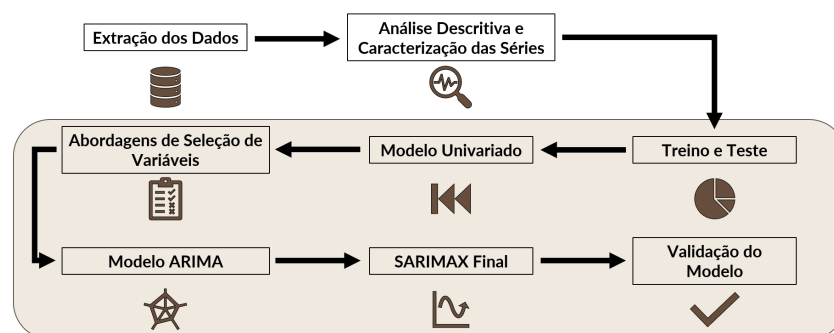 Extração dos Dados
Análise Descritiva e
Caracterização das Séries
Treino e Teste
Modelo Univariado
Abordagens de Seleção de
Variáveis
Modelo ARIMA
SARIMAX Final
Validação do
Modelo